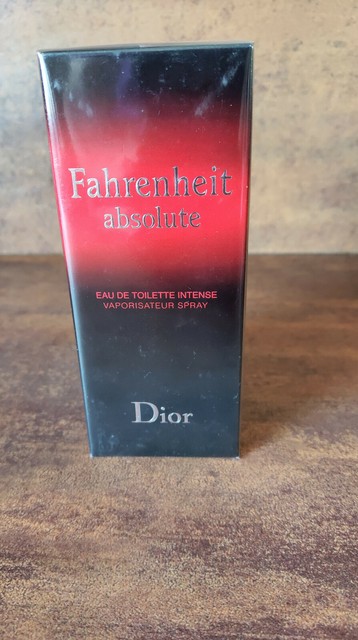 Fahrenheit
absolute
EAU DE TOILETTE INTENSE
VAPORISATEUR SPRAY
Dior